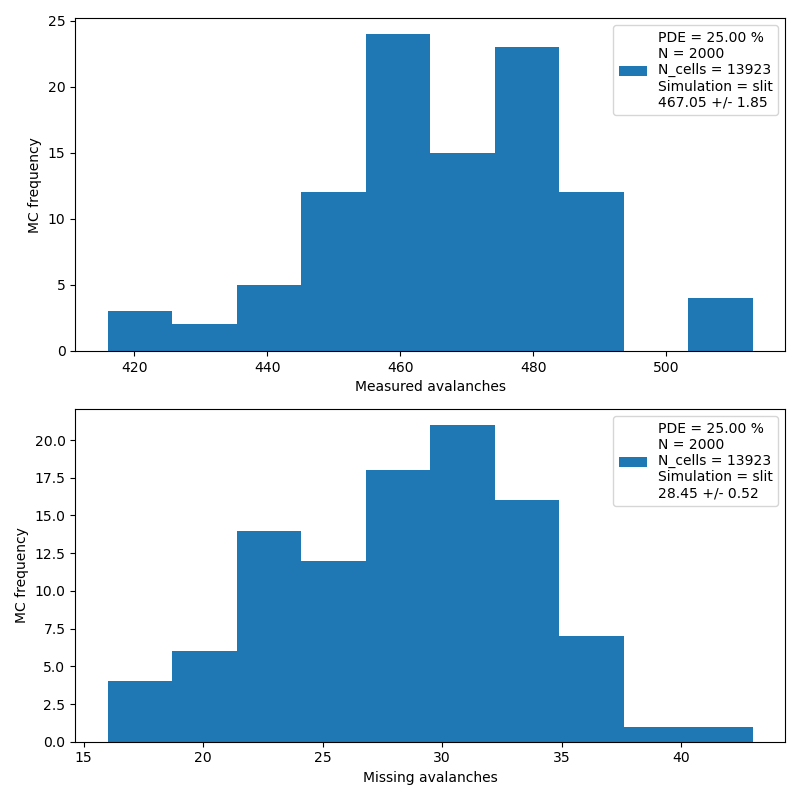 25
20
15
10
5
0
MC frequency
PDE = 25.00 %
N = 2000
N_cells = 13923
Simulation = slit
467.05 +/- 1.85
420 440 460 480 500
Measured avalanches
20.0
17.5
15.0
12.5
10.0
7.5
5.0
2.5
0.0
MC frequency
PDE = 25.00 %
N = 2000
N_cells = 13923
Simulation = slit
28.45 +/- 0.52
15 20 25 30 35 40
Missing avalanches